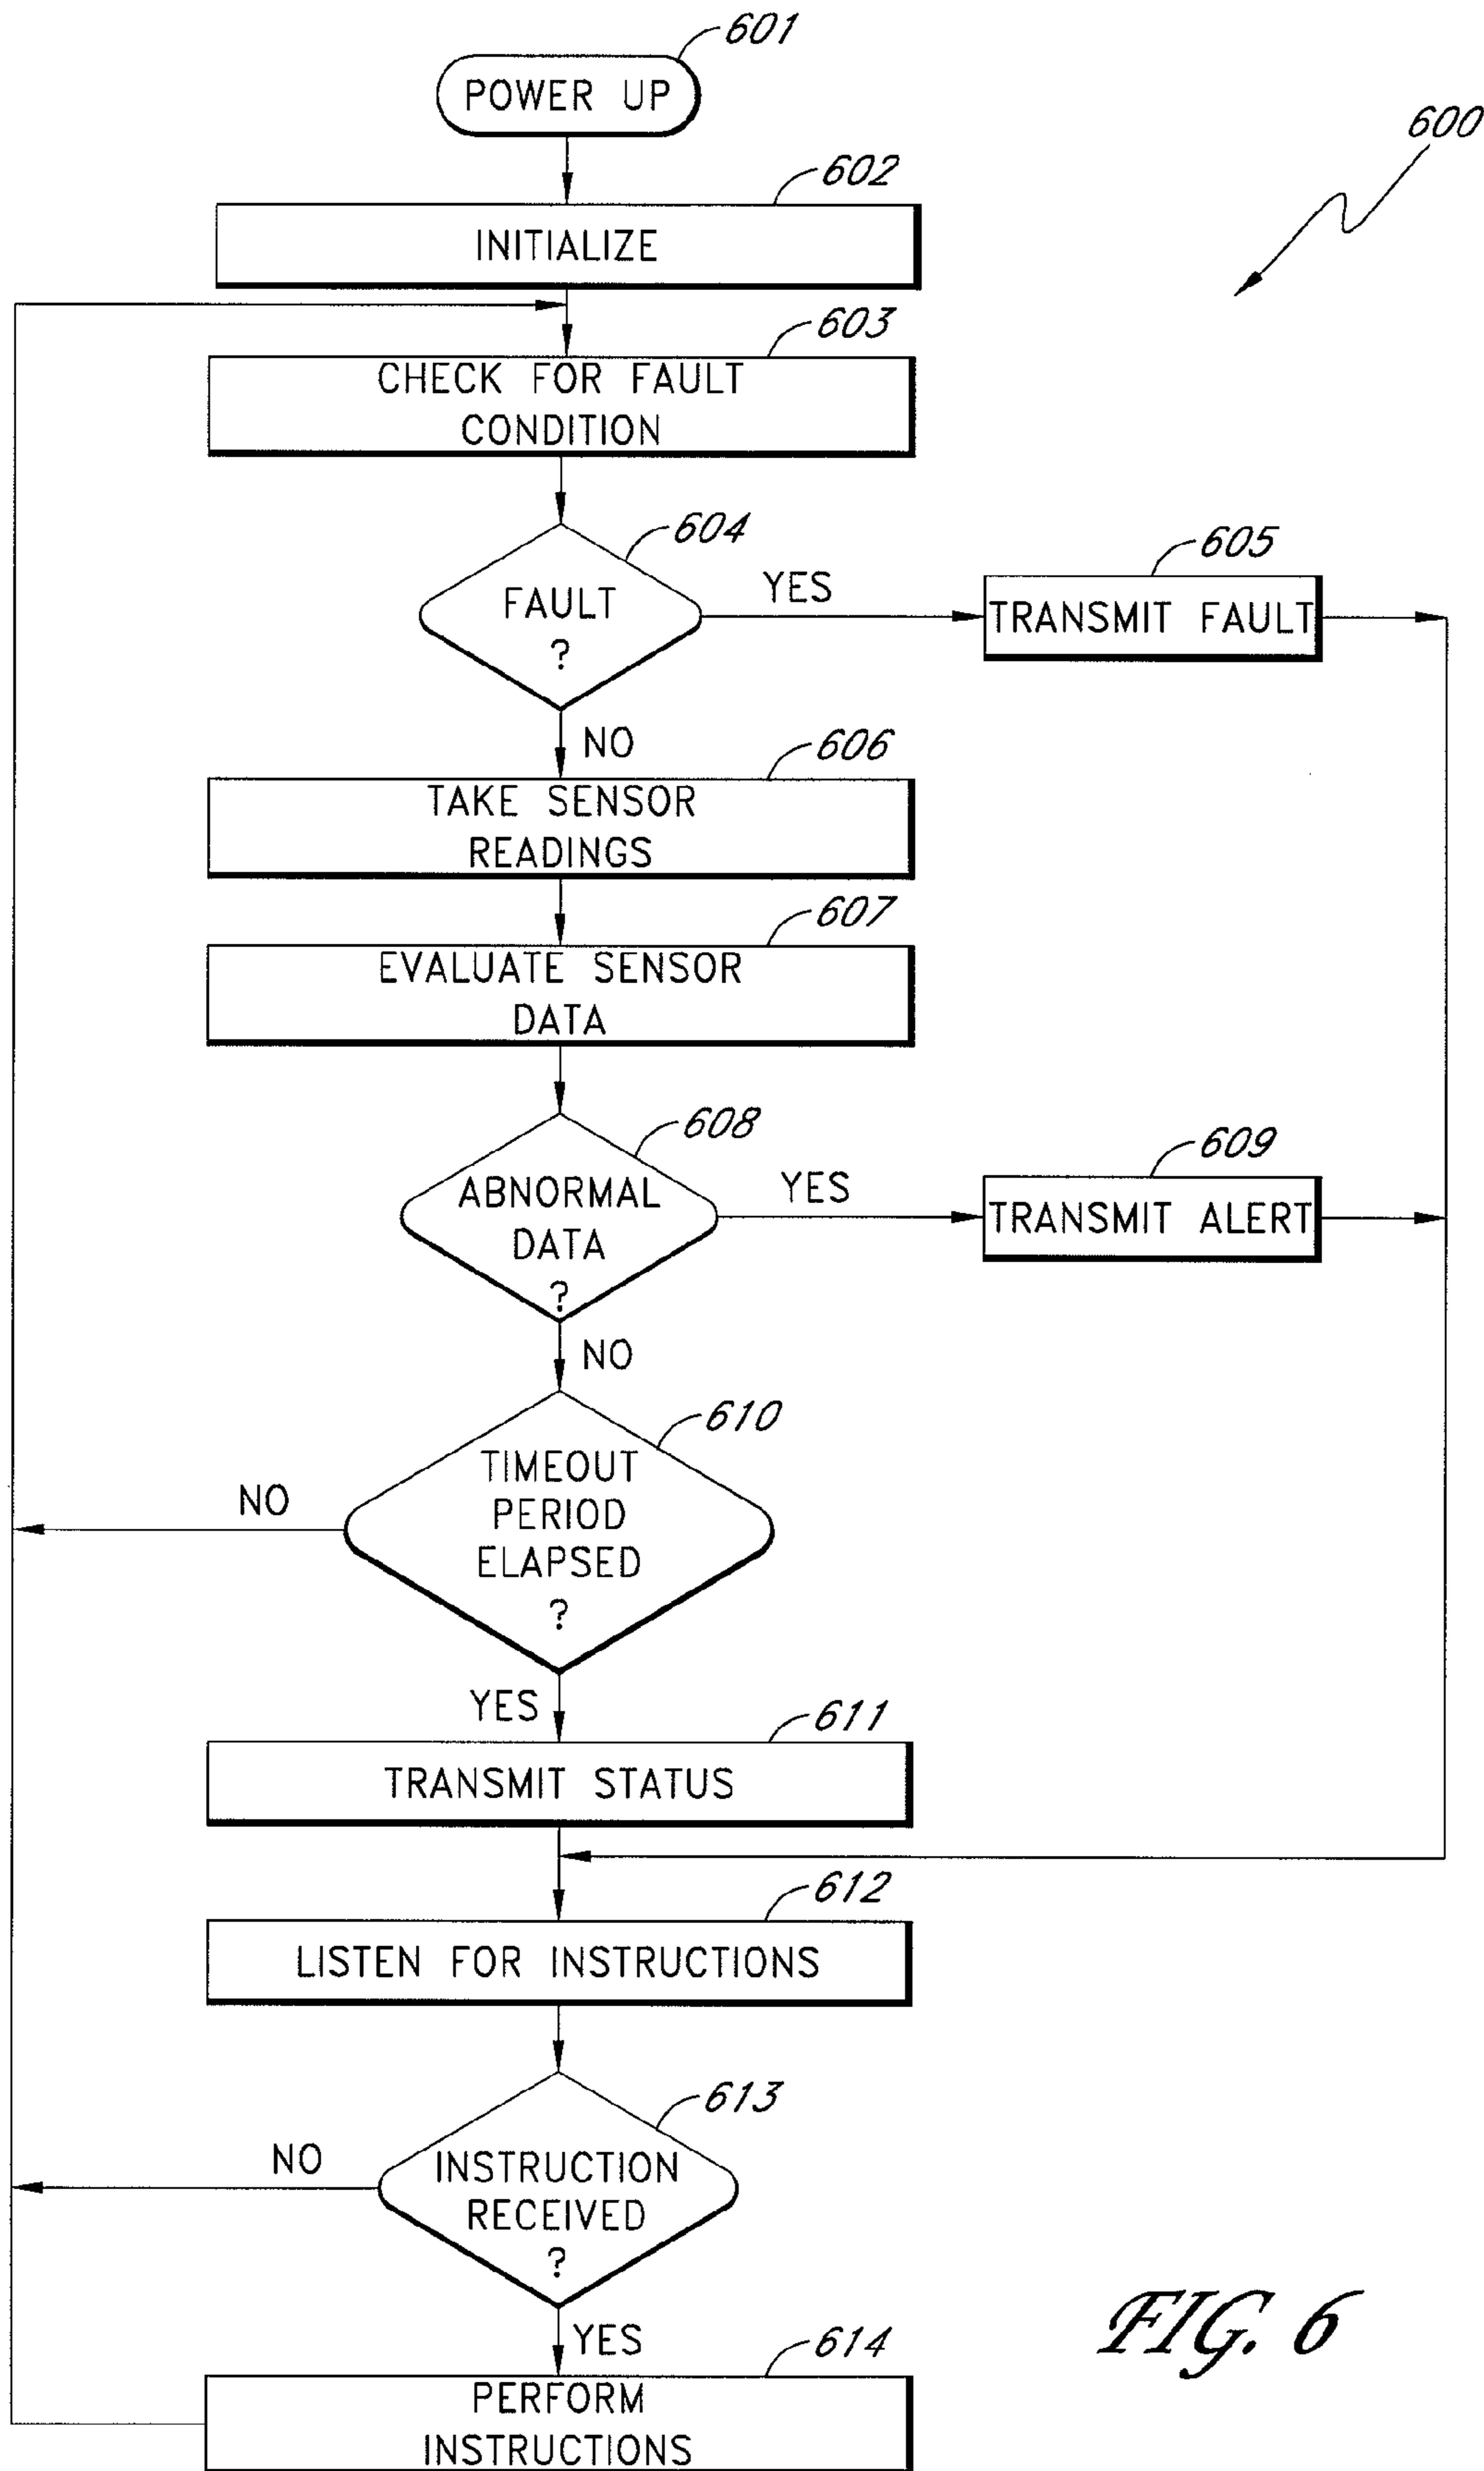 601
POWER UP
600
602
INITIALIZE
603
CHECK FOR FAULT
CONDITION
604
FAULT
?
YES
605
TRANSMIT FAULT
NO
606
TAKE SENSOR
READINGS
607
EVALUATE SENSOR
DATA
608
ABNORMAL
DATA
?
YES
609
TRANSMIT ALERT
NO
610
TIMEOUT
PERIOD
ELAPSED
?
NO
YES
611
TRANSMIT STATUS
612
LISTEN FOR INSTRUCTIONS
613
INSTRUCTION
RECEIVED
?
NO
YES
614
PERFORM
INSTRUCTIONS
FIG. 6